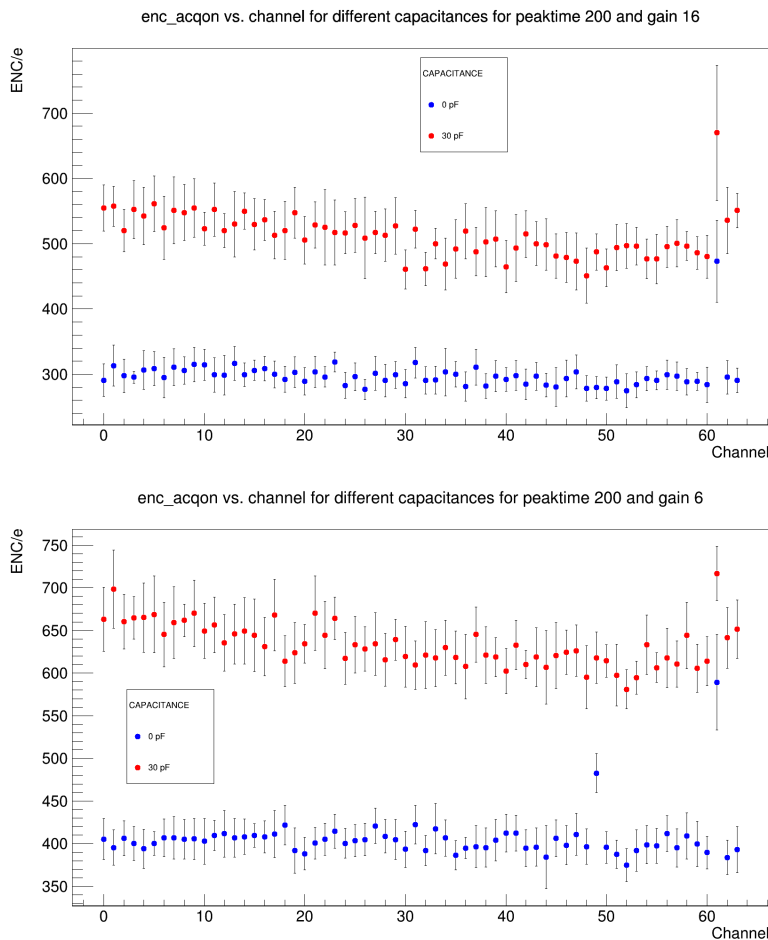 enc_acqon vs. channel for different capacitances for peaktime 200 and gain 16
ENC/e
700
600
500
400
300
CAPACITANCE
0 pF
30 pF
0 10 20 30 40 50 60
Channel
enc_acqon vs. channel for different capacitances for peaktime 200 and gain 6
ENC/e
750
700
650
600
550
500
450
400
350
CAPACITANCE
0 pF
30 pF
0 10 20 30 40 50 60
Channel